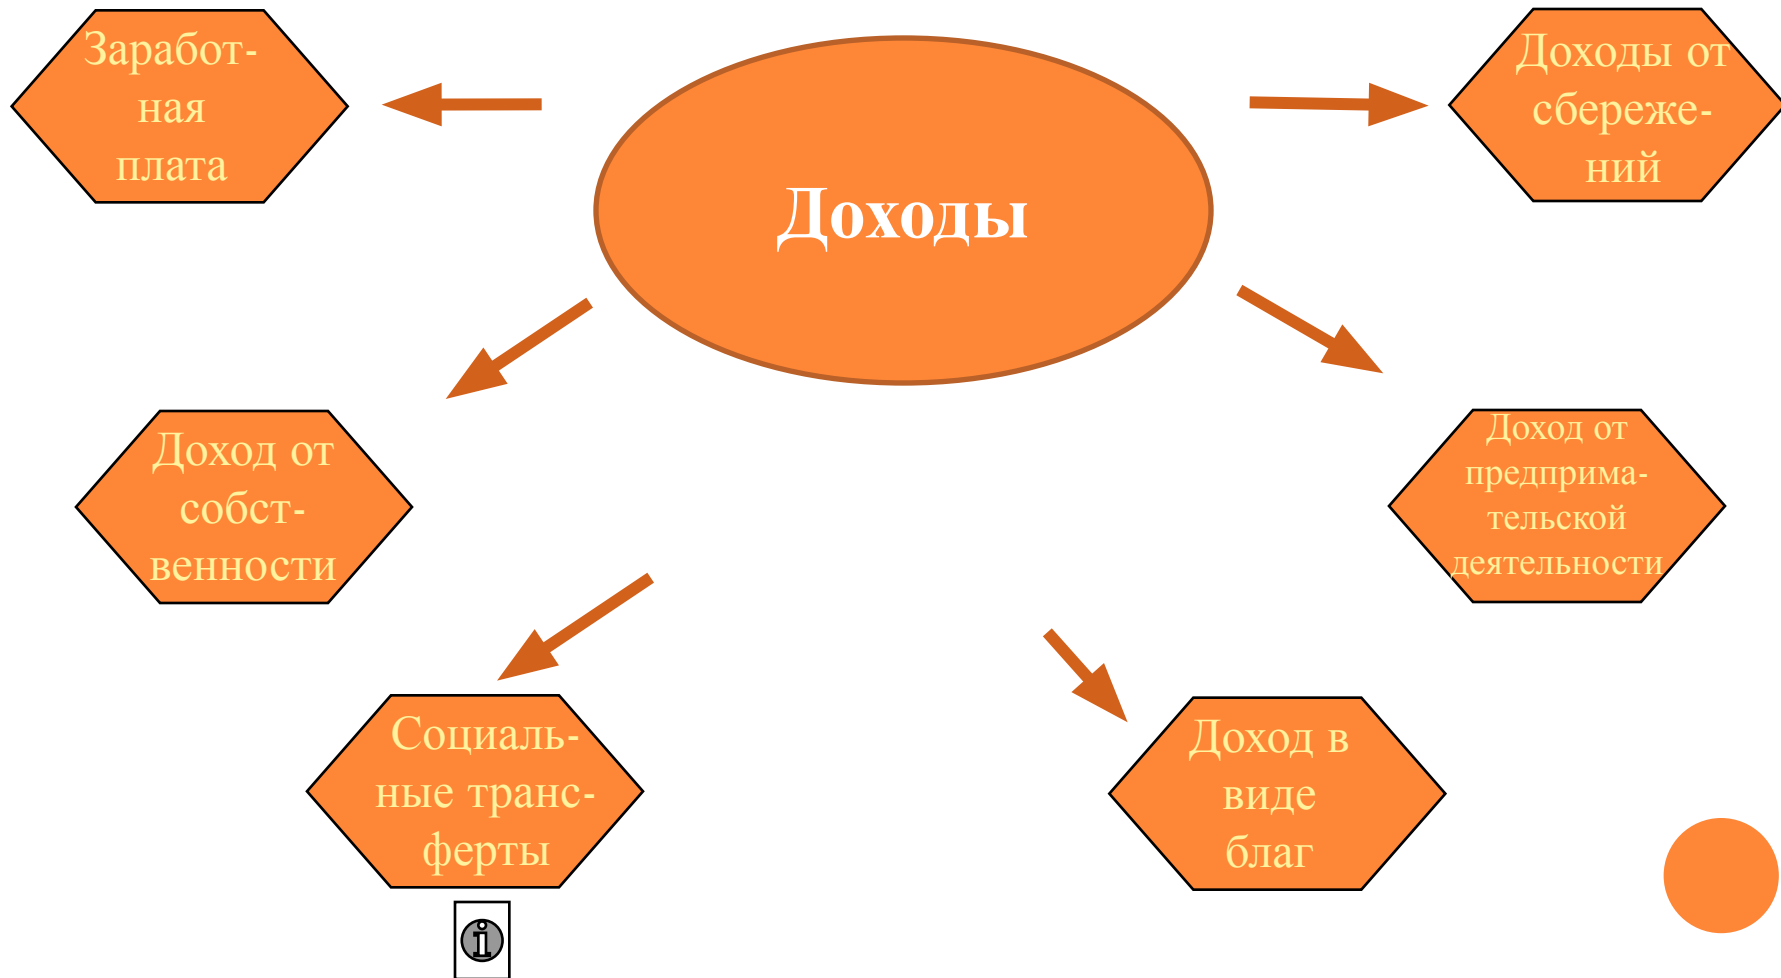 Заработ-
ная
плата
Доходы
Доходы от
сбереже-
ний
Доход от
собст-
венности
Доход от
предприма-
тельской
деятельности
Социаль-
ные транс-
ферты
Доход в
виде
благ